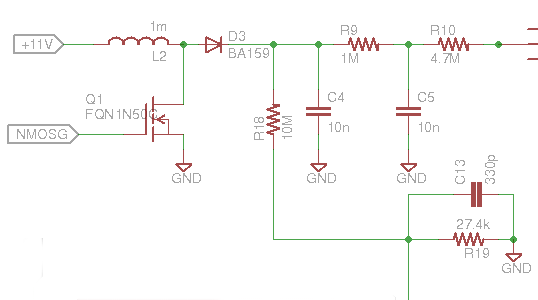 1m
+11V
L2
D3
BA159
R9
1M
R10
4.7M
Q1
FQN1N50C
NMOSG
R18
10M
C4
10n
C5
10n
GND
GND
GND
C13
330p
27.4k
R19
GND